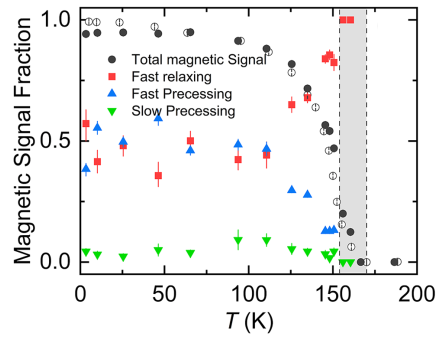 1.0
Total magnetic Signal
Fast relaxing
Fast Precessing
Slow Precessing
0.5
0.0
0
50
100
150
200
Magnetic Signal Fraction
T (K)